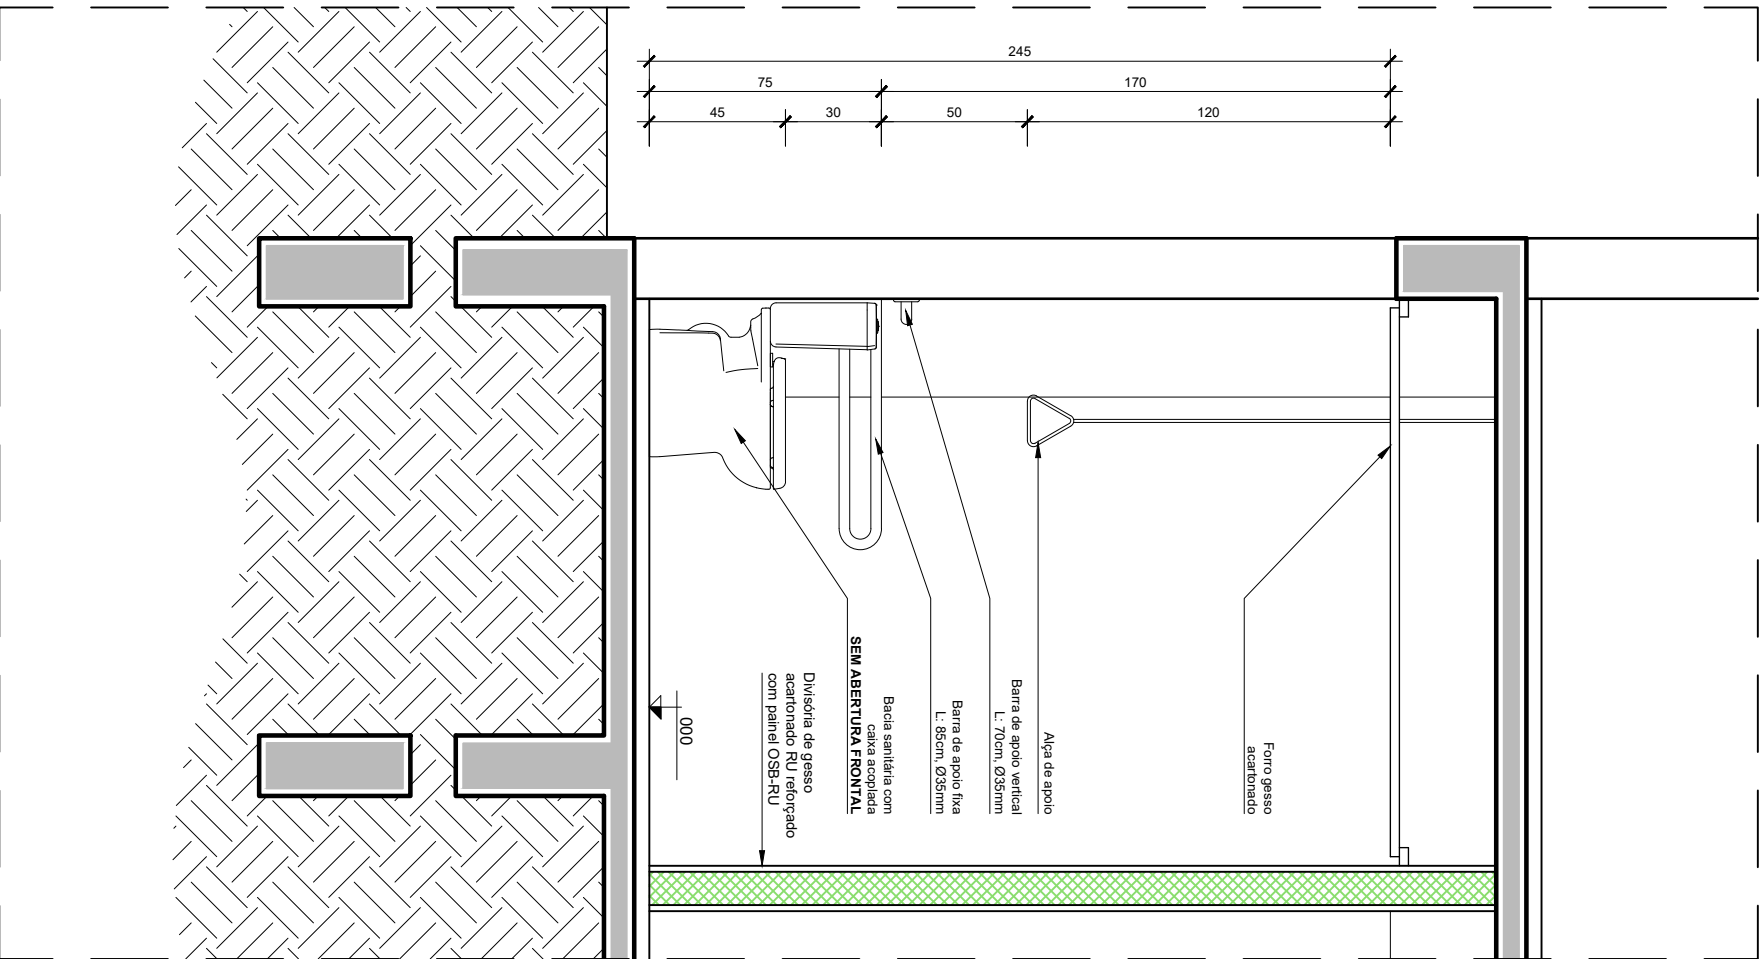 245
75
170
45
30
50
120
Forro gesso
acartonado
Alça de apoio
Barra de apoio vertical
L: 70cm, Ø35mm
Barra de apoio fixa
L: 85cm, Ø35mm
Bacia sanitária com
caixa acoplada
SEM ABERTURA FRONTAL
Divisória de gesso
acartonado RU reforçado
com painel OSB-RU
000